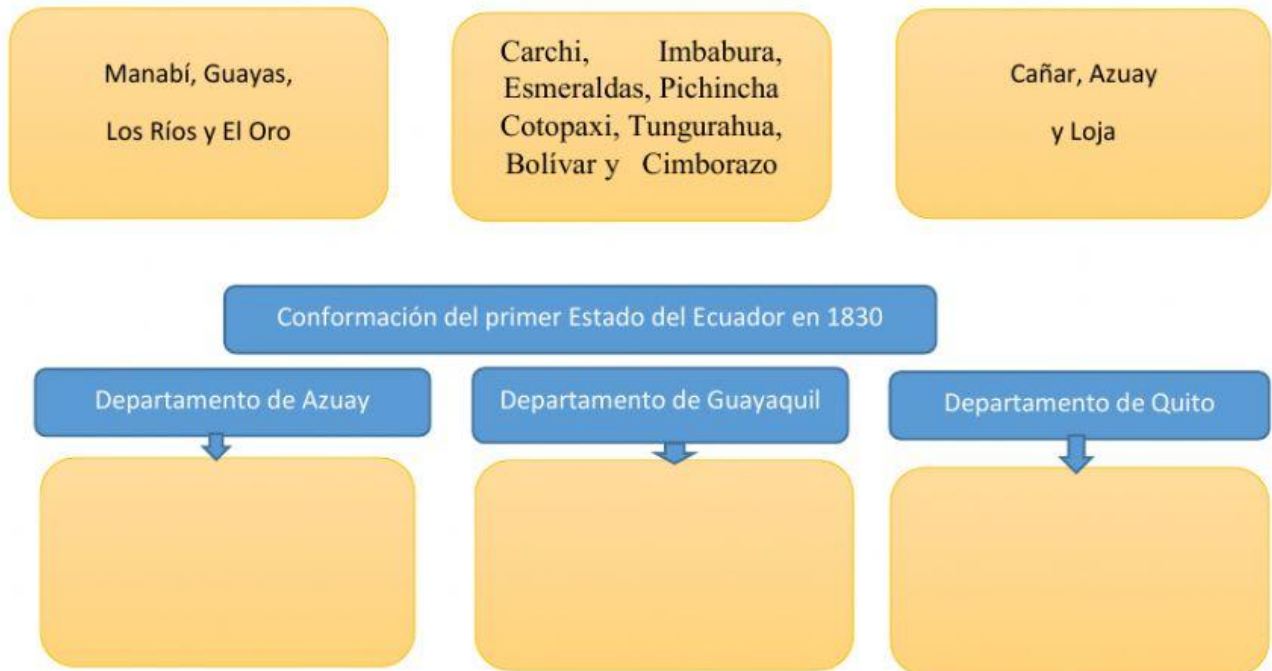 Manabí, Guayas,
Los Ríos y El Oro
Carchi, Imbabura,
Esmeraldas, Pichincha
Cotopaxi, Tungurahua,
Bolívar y Cimborazo
Cañar, Azuay
y Loja
Conformación del primer Estado del Ecuador en 1830
Departamento de Azuay
Departamento de Guayaquil
Departamento de Quito